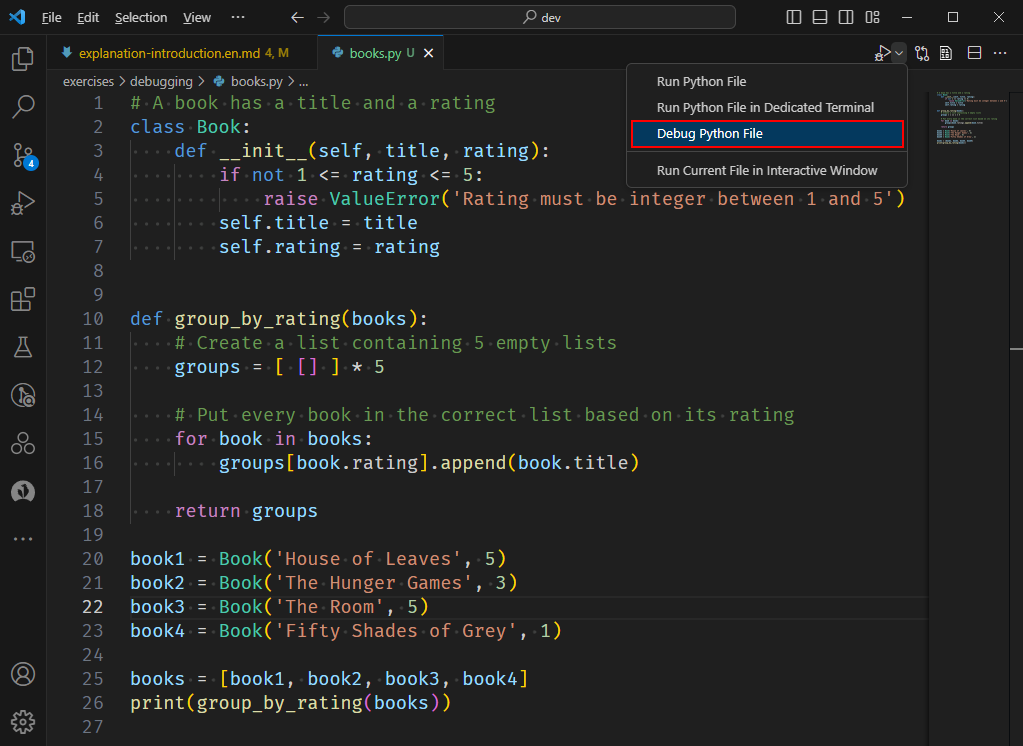 File Edit Selection View ··· dev
explanation-introduction.en.md 4, M books.py U
exercises > debugging > books.py > ...
Run Python File
Run Python File in Dedicated Terminal
Debug Python File
Run Current File in Interactive Window
4
1 # A book has a title and a rating
2 class Book:
3 def __init__(self, title, rating):
4 if not 1 <= rating <= 5:
5 raise ValueError('Rating must be integer between 1 and 5')
6 self.title = title
7 self.rating = rating
8
9
10 def group_by_rating(books):
11 # Create a list containing 5 empty lists
12 groups = [ [] ] * 5
13
14 # Put every book in the correct list based on its rating
15 for book in books:
16 groups[book.rating].append(book.title)
17
18 return groups
19
20 book1 = Book('House of Leaves', 5)
21 book2 = Book('The Hunger Games', 3)
22 book3 = Book('The Room', 5)
23 book4 = Book('Fifty Shades of Grey', 1)
24
25 books = [book1, book2, book3, book4]
26 print(group_by_rating(books))
27